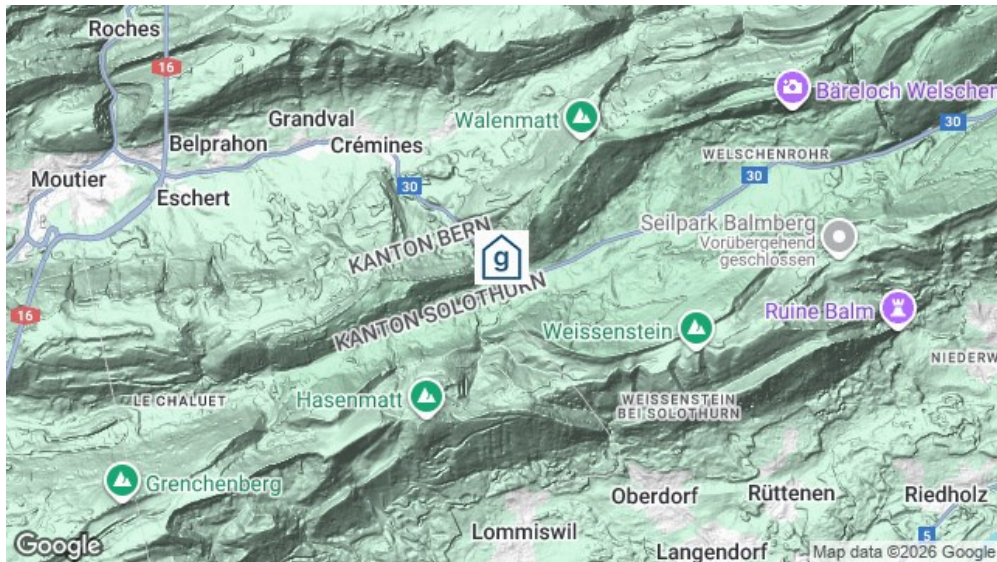 Roches
16
Bäreloch Welschen
Grandval
Walenmatt
30
Belprahon
Crémines
WELSCHENROHR
Moutier
30
30
Eschert
Seilpark Balmberg
Vorübergehend
geschlossen
KANTON BERN
g
KANTON SOLOTHURN
Ruine Balm
16
Weissenstein
NIEDERW
LE CHALUET
Hasenmatt
WEISSENSTEIN
BEI SOLOTHURN
Grenchenberg
Oberdorf
Rüttenen
Riedholz
Lommiswil
5
Langendorf
Google
Map data ©2026 Google